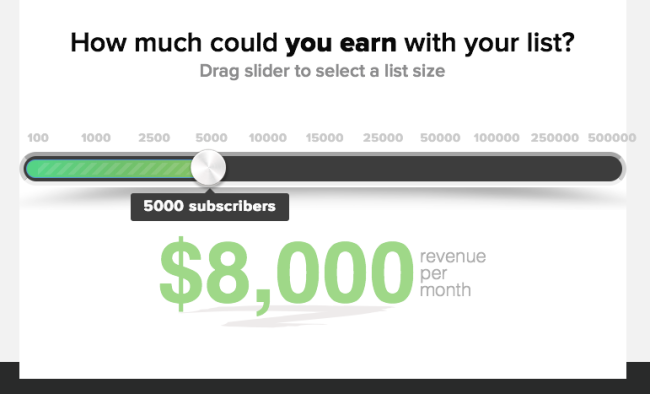 How much could you earn with your list?
Drag slider to select a list size
100 1000 2500 5000 10000 15000 25000 50000 100000 250000 500000
5000 subscribers
$8,000 revenue
per
month